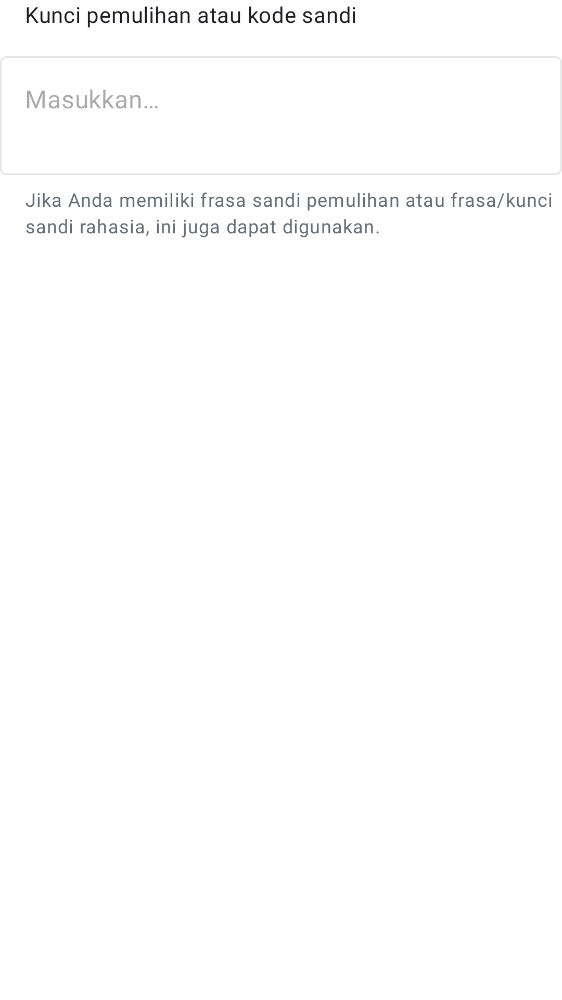 Kunci pemulihan atau kode sandi
Masukkan…
Jika Anda memiliki frasa sandi pemulihan atau frasa/kunci
sandi rahasia, ini juga dapat digunakan.